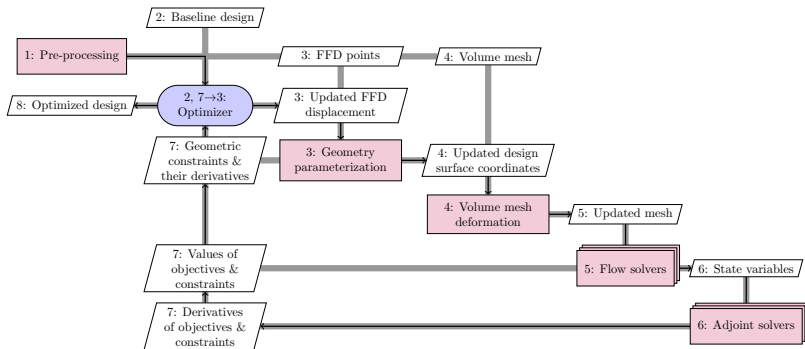 2: Baseline design
1: Pre-processing
3: FFD points
4: Volume mesh
8: Optimized design
2, 7→3:
Optimizer
3: Updated FFD
displacement
7: Geometric
constraints &
their derivatives
3: Geometry
parameterization
4: Updated design
surface coordinates
4: Volume mesh
deformation
5: Updated mesh
7: Values of
objectives &
constraints
5: Flow solvers
6: State variables
7: Derivatives
of objectives &
constraints
6: Adjoint solvers